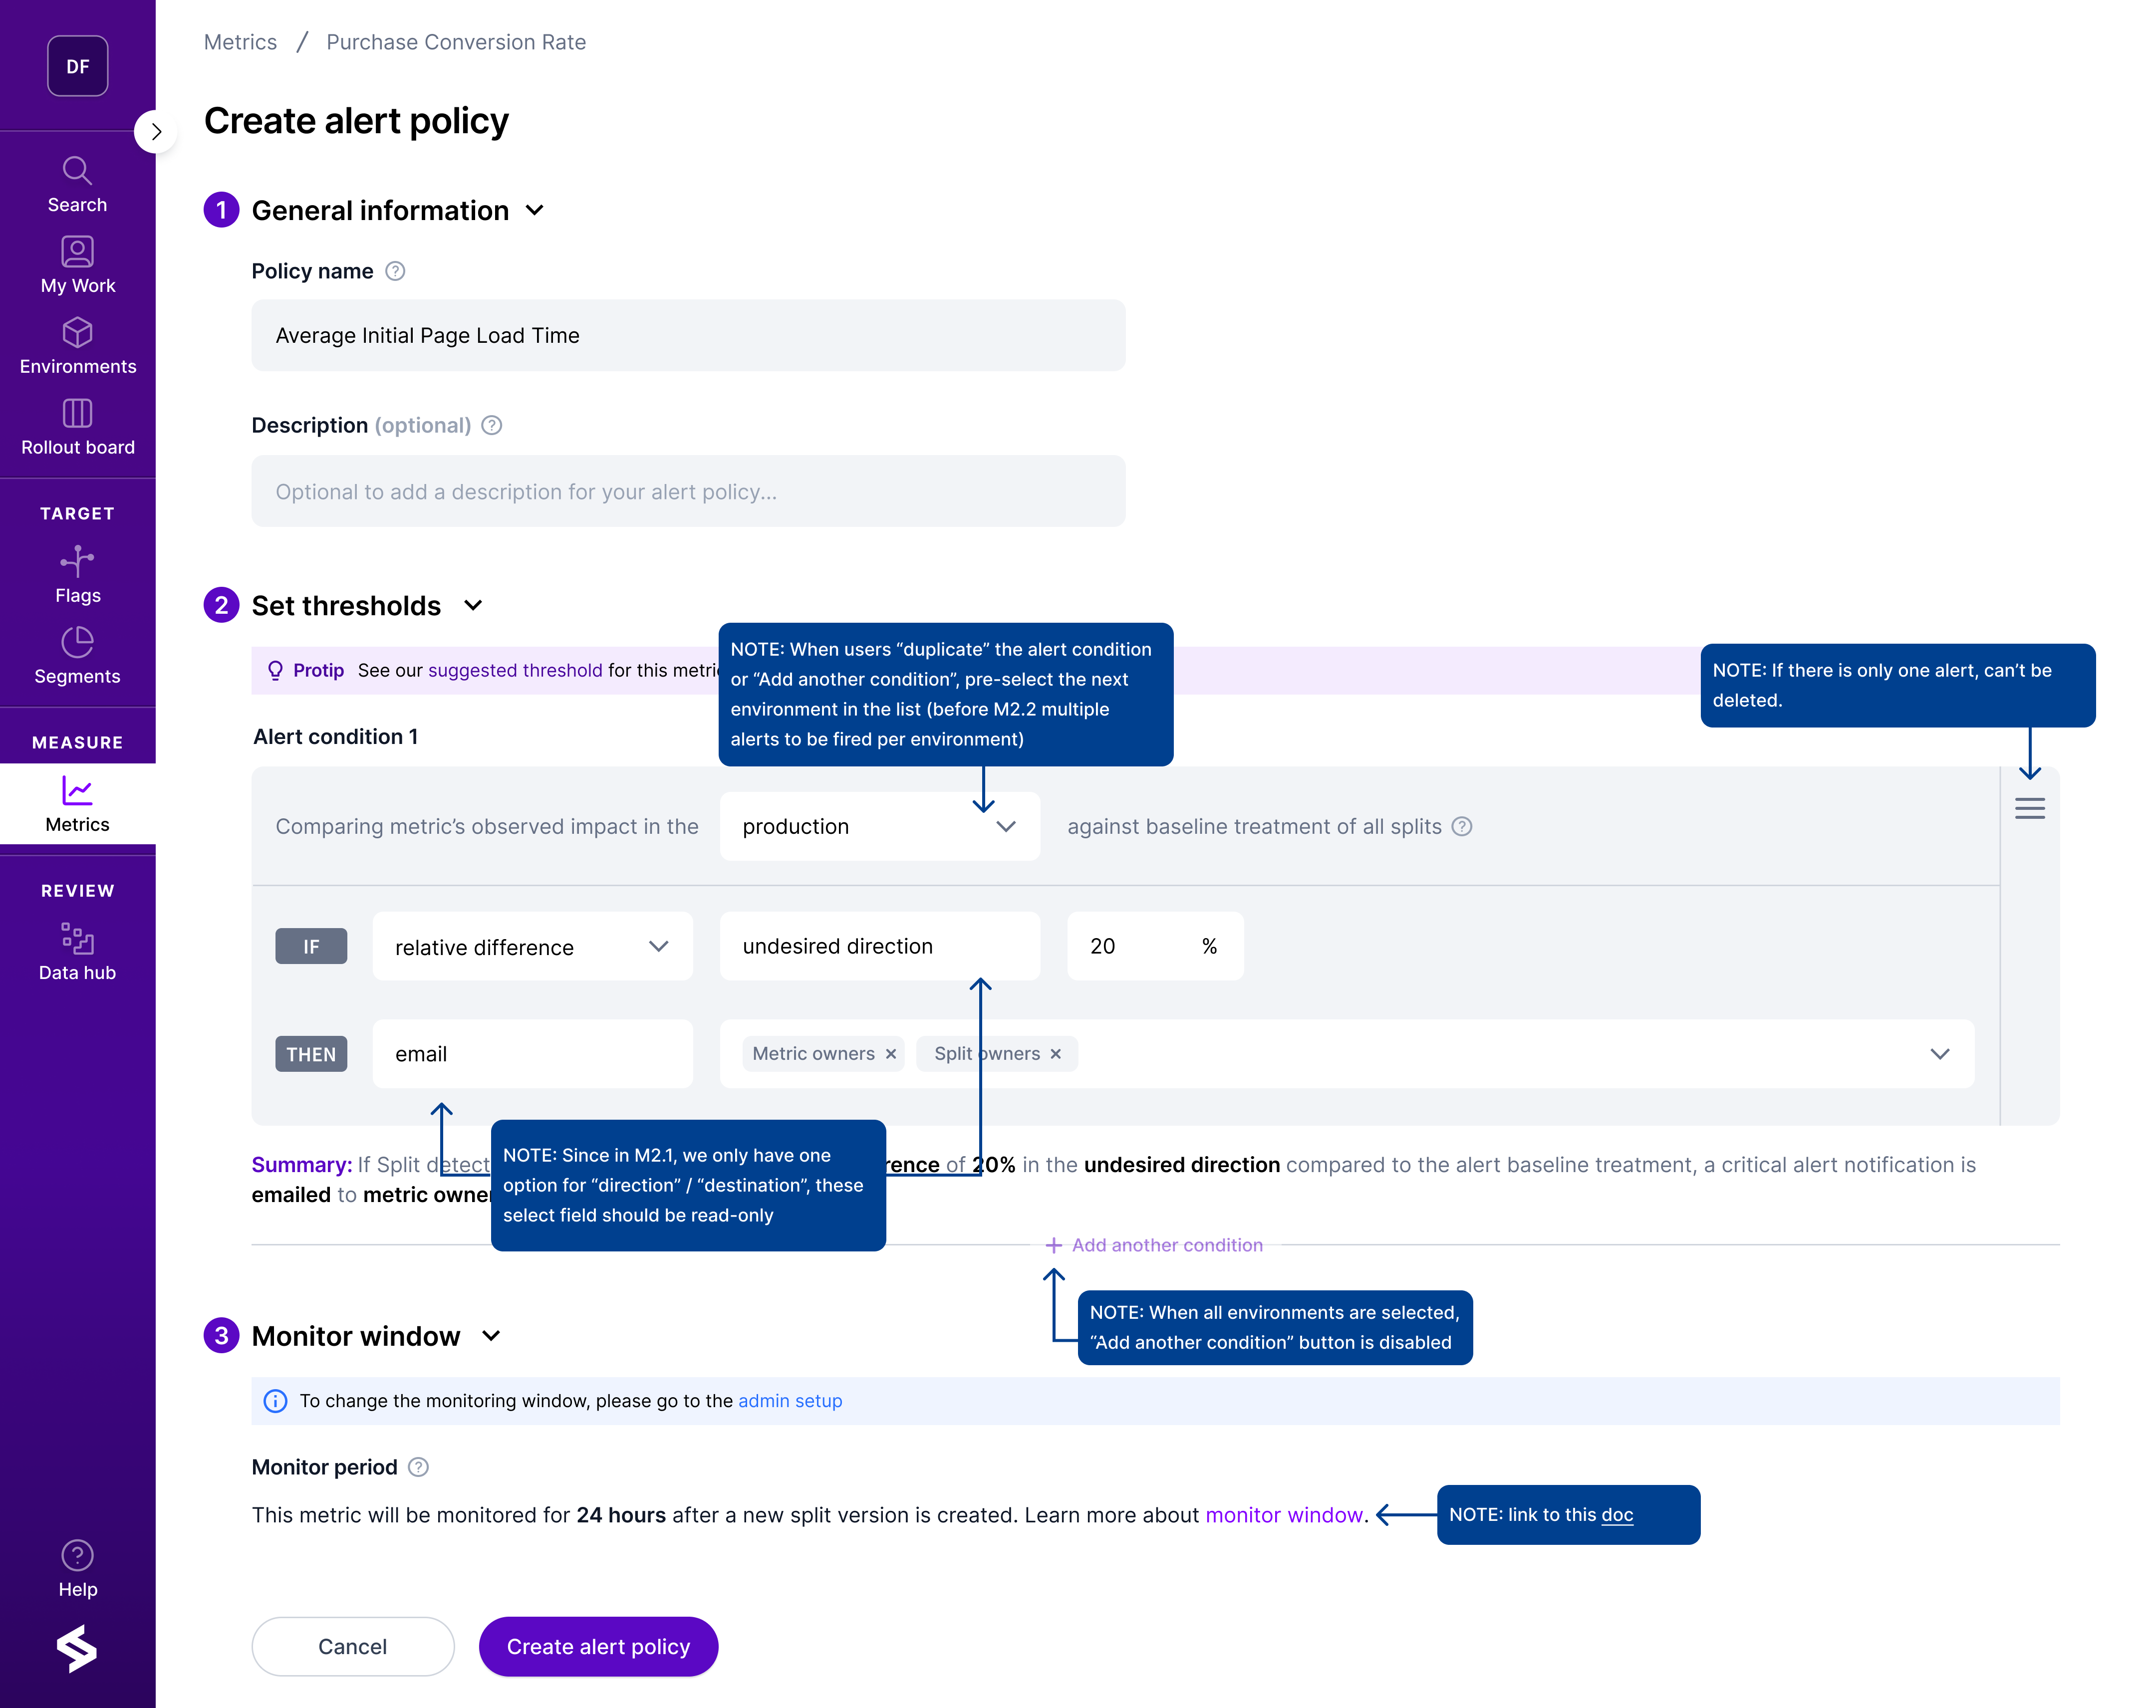 DF
Search
My Work
Environments
Rollout board
TARGET
Flags
Segments
MEASURE
Metrics
REVIEW
Data hub
Help
Metrics / Purchase Conversion Rate
Create alert policy
1 General information
Policy name ?
Average Initial Page Load Time
Description (optional) ?
Optional to add a description for your alert policy...
2 Set thresholds
Protip See our suggested threshold for this
NOTE: When users “duplicate” the alert condition
or “Add another condition”, pre-select the next
environment in the list (before M2.2 multiple
alerts to be fired per environment)
NOTE: If there is only one alert, can’t be
deleted.
Alert condition 1
Comparing metric’s observed impact in the production against baseline treatment of all splits ?
IF relative difference undesired direction 20 %
THEN email Metric owners × Split owners ×
Summary: If Split of 20% in the undesired direction compared to the alert baseline treatment, a critical alert notification is
emailed to metric
NOTE: Since in M2.1, we only have one
option for “direction” / “destination”, these
select field should be read-only
+ Add another condition
NOTE: When all environments are selected,
“Add another condition” button is disabled
3 Monitor window
To change the monitoring window, please go to the admin setup
Monitor period ?
This metric will be monitored for 24 hours after a new split version is created. Learn more about monitor window.
NOTE: link to this doc
Cancel
Create alert policy